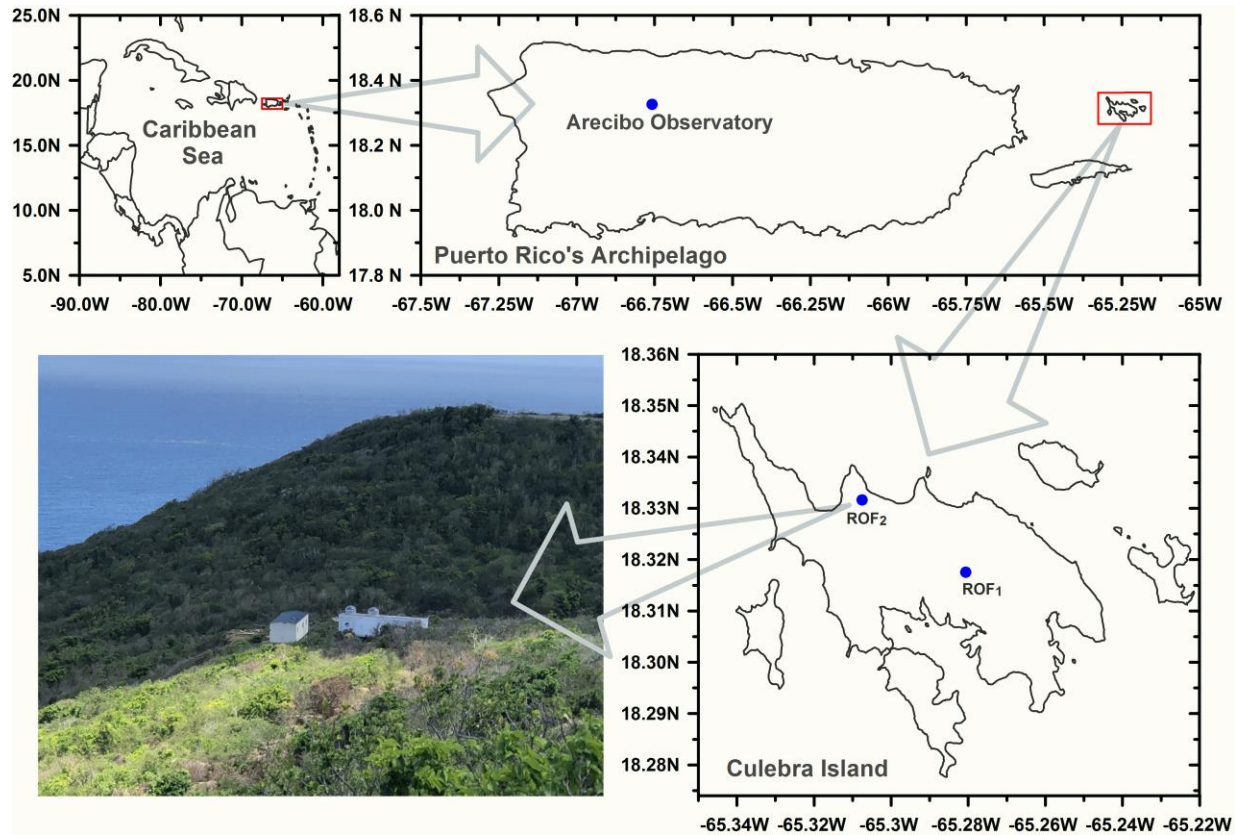 25.0N
20.0N
15.0N
10.0N
5.0N
-90.0W -80.0W -70.0W -60.0W
Caribbean
Sea
18.6 N
18.4 N
18.2 N
18.0 N
17.8 N
-67.5W -67.25W -67W -66.75W -66.5W -66.25W -66W -65.75W -65.5W -65.25W -65W
Arecibo Observatory
Puerto Rico's Archipelago
18.36N
18.35N
18.34N
18.33N
18.32N
18.31N
18.30N
18.29N
18.28N
-65.34W -65.32W -65.3W -65.28W -65.26W -65.24W -65.22W
ROF2
ROF1
Culebra Island